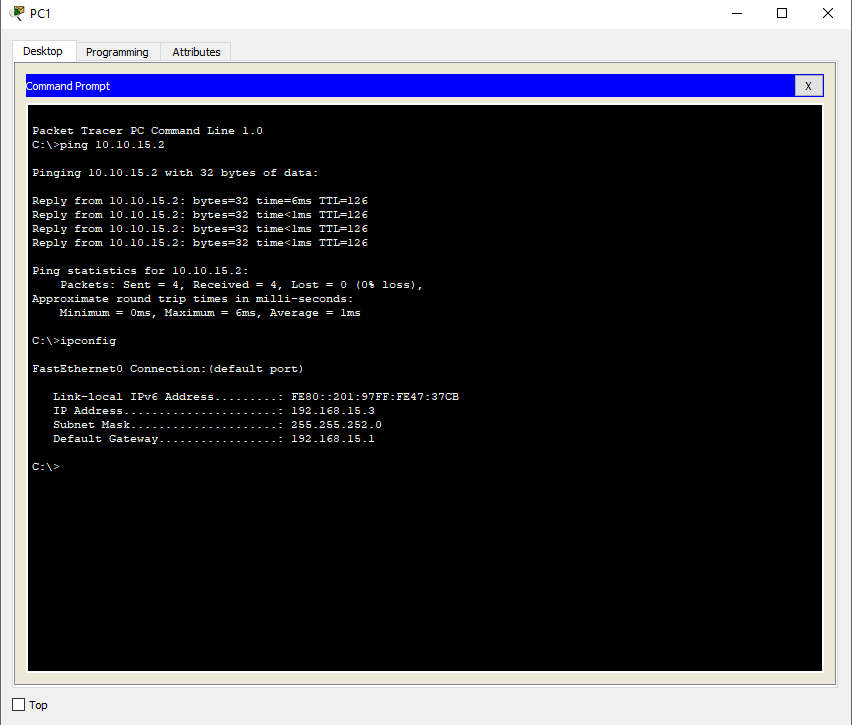 PC1
Desktop Programming Attributes
Command Prompt X
Packet Tracer PC Command Line 1.0
C:\>ping 10.10.15.2
Pinging 10.10.15.2 with 32 bytes of data:
Reply from 10.10.15.2: bytes=32 time=6ms TTL=126
Reply from 10.10.15.2: bytes=32 time<1ms TTL=126
Reply from 10.10.15.2: bytes=32 time<1ms TTL=126
Reply from 10.10.15.2: bytes=32 time<1ms TTL=126
Ping statistics for 10.10.15.2:
Packets: Sent = 4, Received = 4, Lost = 0 (0% loss),
Approximate round trip times in milli-seconds:
Minimum = 0ms, Maximum = 6ms, Average = 1ms
C:\>ipconfig
FastEthernet0 Connection:(default port)
Link-local IPv6 Address.........: FE80::201:97FF:FE47:37CB
IP Address......................: 192.168.15.3
Subnet Mask.....................: 255.255.252.0
Default Gateway.................: 192.168.15.1
C:\>
Top